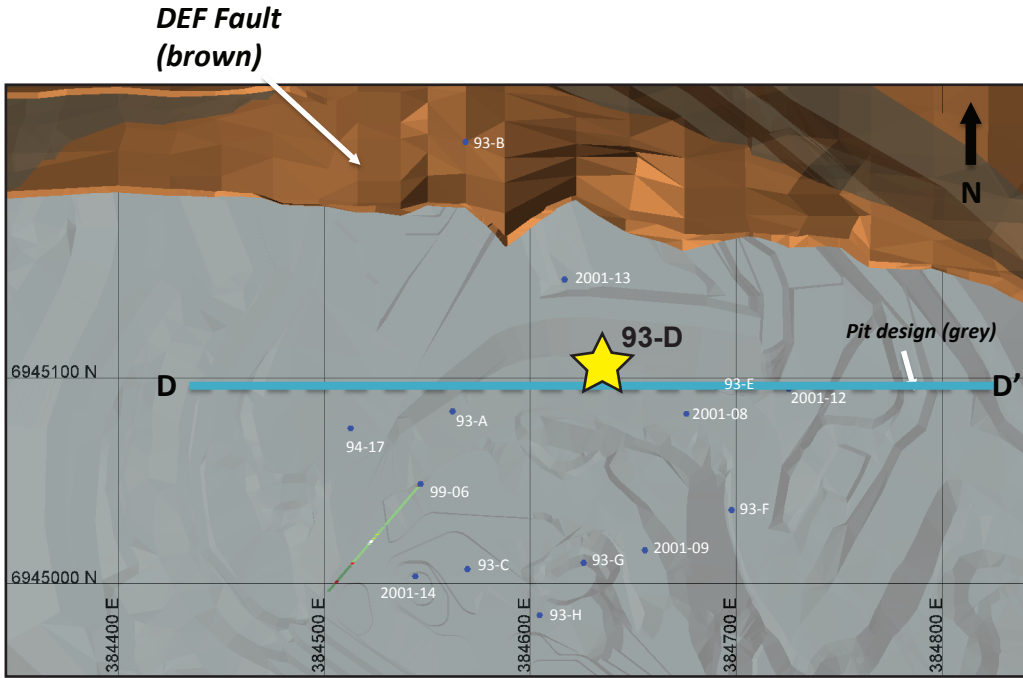 DEF Fault
(brown)
93-B
N
2001-13
93-D
Pit design (grey)
6945100 N
D
93-E
D'
2001-12
93-A
2001-08
94-17
99-06
93-F
2001-09
93-G
93-C
6945000 N
2001-14
93-H
384400 E
384500 E
384600 E
384700 E
384800 E